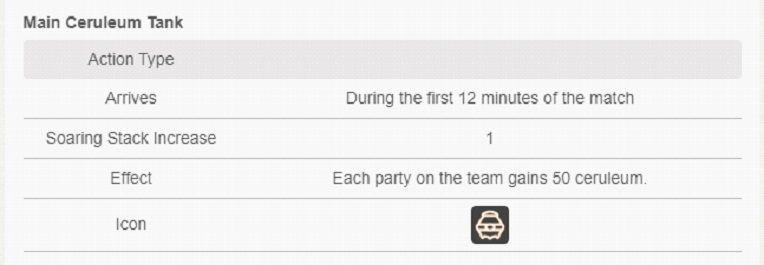 Main Ceruleum Tank
Action Type
Arrives During the first 12 minutes of the match
Soaring Stack Increase 1
Effect Each party on the team gains 50 ceruleum.
Icon